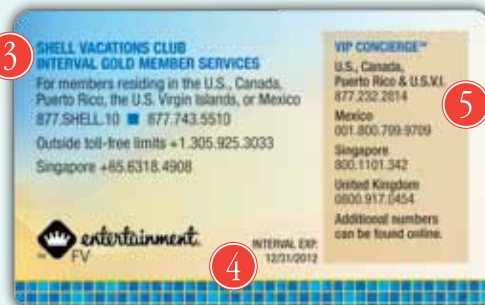 3
SHELL VACATIONS CLUB
INTERVAL GOLD MEMBER SERVICES
For members residing in the U.S., Canada,
Puerto Rico, the U.S. Virgin Islands, or Mexico
877.SHELL.10 ■ 877.743.5510
Outside toll-free limits +1.305.925.3033
Singapore +65.6318.4908
entertainment.
™ FV
4
INTERVAL EXP.
12/31/2012
VIP CONCIERGE℠
U.S., Canada,
Puerto Rico & U.S.V.I.
877.232.2814
5
Mexico
001.800.799.9709
Singapore
800.1101.342
United Kingdom
0800.917.0454
Additional numbers
can be found online.